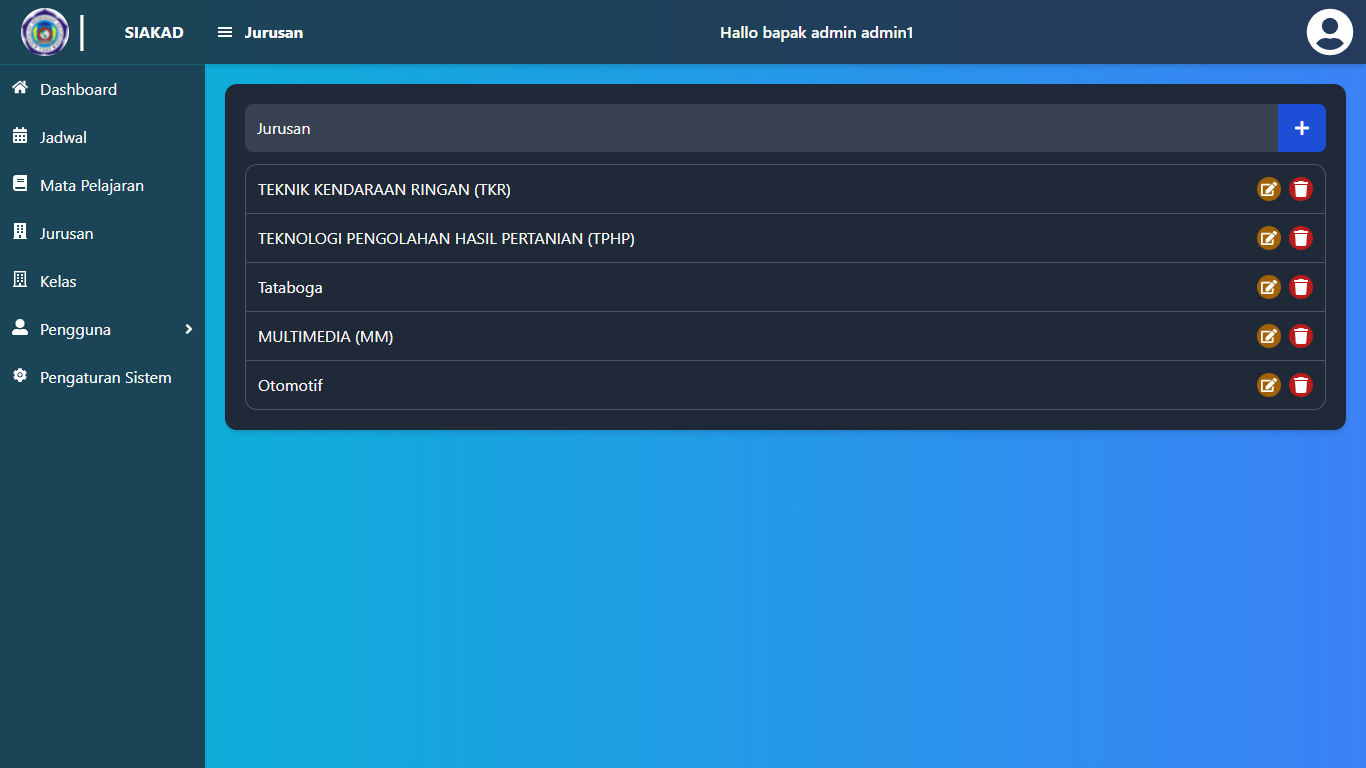 SIAKAD
Jurusan
Hallo bapak admin admin1
Dashboard
Jadwal
Mata Pelajaran
Jurusan
Kelas
Pengguna
Pengaturan Sistem
Jurusan
TEKNIK KENDARAAN RINGAN (TKR)
TEKNOLOGI PENGOLAHAN HASIL PERTANIAN (TPHP)
Tataboga
MULTIMEDIA (MM)
Otomotif